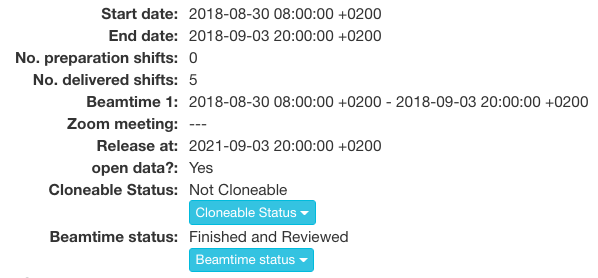 Start date: 2018-08-30 08:00:00 +0200
End date: 2018-09-03 20:00:00 +0200
No. preparation shifts: 0
No. delivered shifts: 5
Beamtime 1: 2018-08-30 08:00:00 +0200 - 2018-09-03 20:00:00 +0200
Zoom meeting: ---
Release at: 2021-09-03 20:00:00 +0200
open data?: Yes
Cloneable Status: Not Cloneable
Cloneable Status
Beamtime status: Finished and Reviewed
Beamtime status